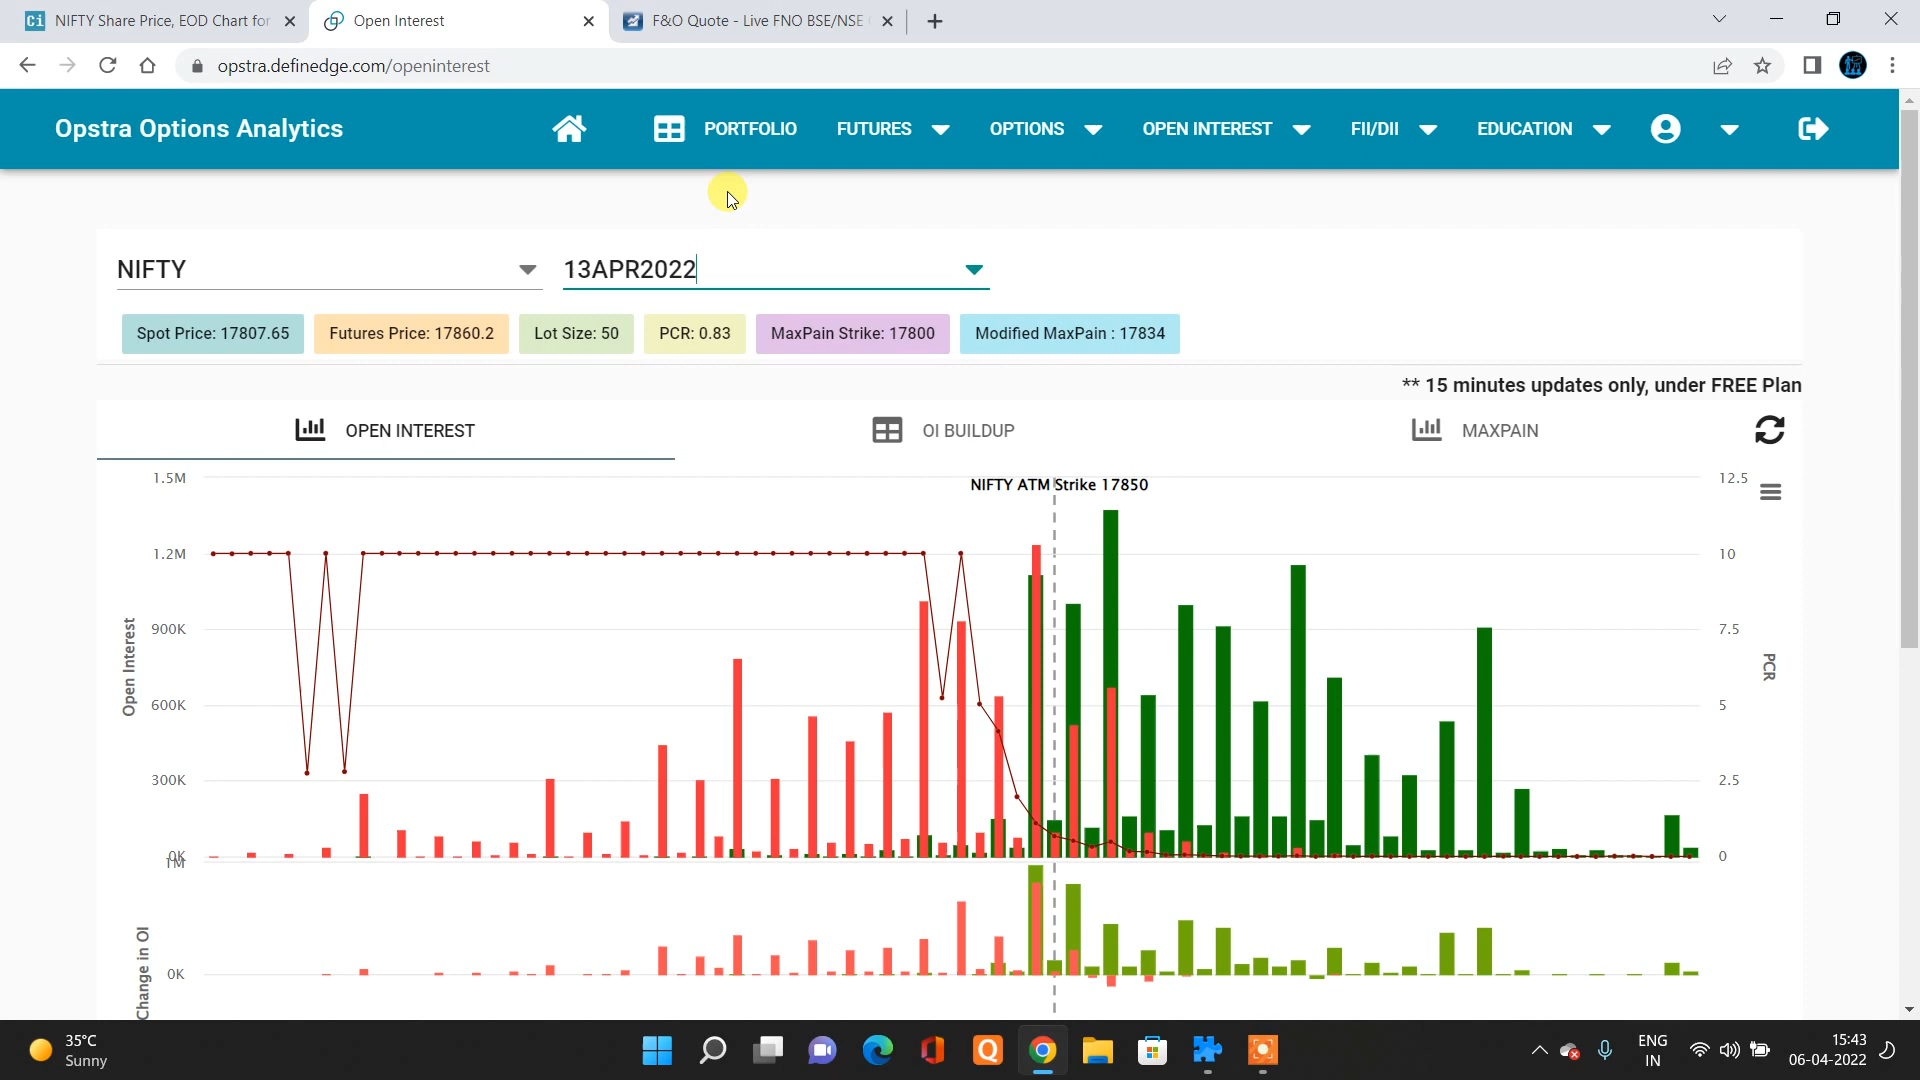 NIFTY Share Price, EOD Chart for
Open Interest
F&O Quote - Live FNO BSE/NSE
opstra.definedge.com/openinterest
Opstra Options Analytics
PORTFOLIO
FUTURES
OPTIONS
OPEN INTEREST
FII/DII
EDUCATION
NIFTY
13APR2022
Spot Price: 17807.65
Futures Price: 17860.2
Lot Size: 50
PCR: 0.83
MaxPain Strike: 17800
Modified MaxPain : 17834
** 15 minutes updates only, under FREE Plan
OPEN INTEREST
OI BUILDUP
MAXPAIN
NIFTY ATM Strike 17850
1.5M
1.2M
900K
600K
300K
0K
Open Interest
12.5
10
7.5
5
2.5
0
PCR
1M
0K
Change in OI
35°C
Sunny
ENG
IN
15:43
06-04-2022